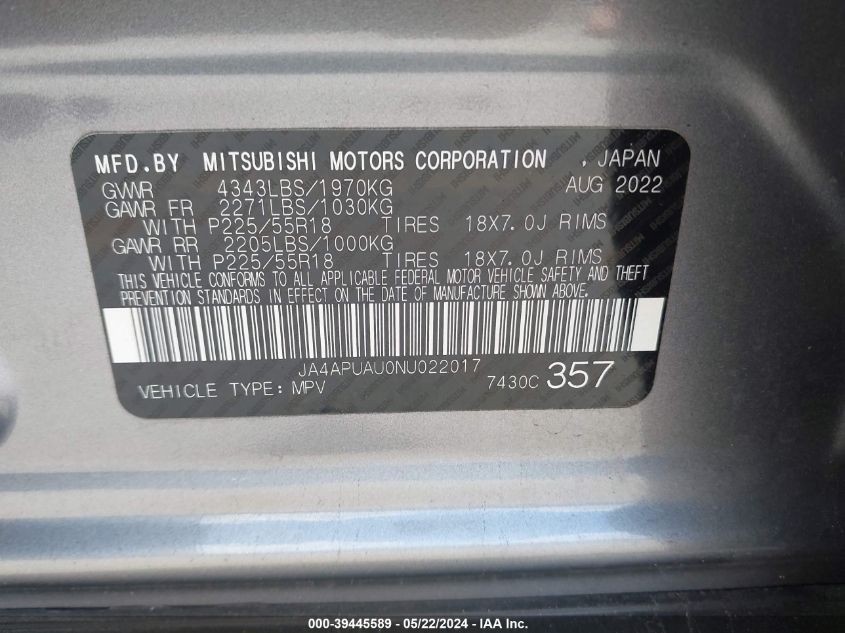 MFD.BY MITSUBISHI MOTORS CORPORATION , JAPAN
GVWR 4343LBS/1970KG AUG 2022
GAWR FR 2271LBS/1030KG
WITH P225/55R18 TIRES 18X7.0J RIMS
GAWR RR 2205LBS/1000KG
WITH P225/55R18 TIRES 18X7.0J RIMS
THIS VEHICLE CONFORMS TO ALL APPLICABLE FEDERAL MOTOR VEHICLE SAFETY AND THEFT
PREVENTION STANDARDS IN EFFECT ON THE DATE OF MANUFACTURE SHOWN ABOVE.
JA4APUAU0NU022017
VEHICLE TYPE: MPV 7430C 357
000-39445589 - 05/22/2024 - IAA Inc.